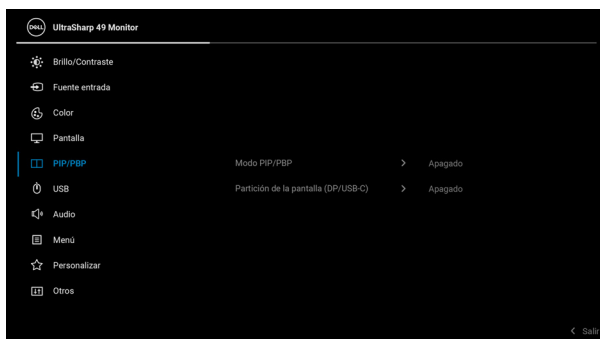 DELL UltraSharp 49 Monitor
Brillo/Contraste
Fuente entrada
Color
Pantalla
PIP/PBP Modo PIP/PBP > Apagado
USB Partición de la pantalla (DP/USB-C) > Apagado
Audio
Menú
Personalizar
Otros
< Salir